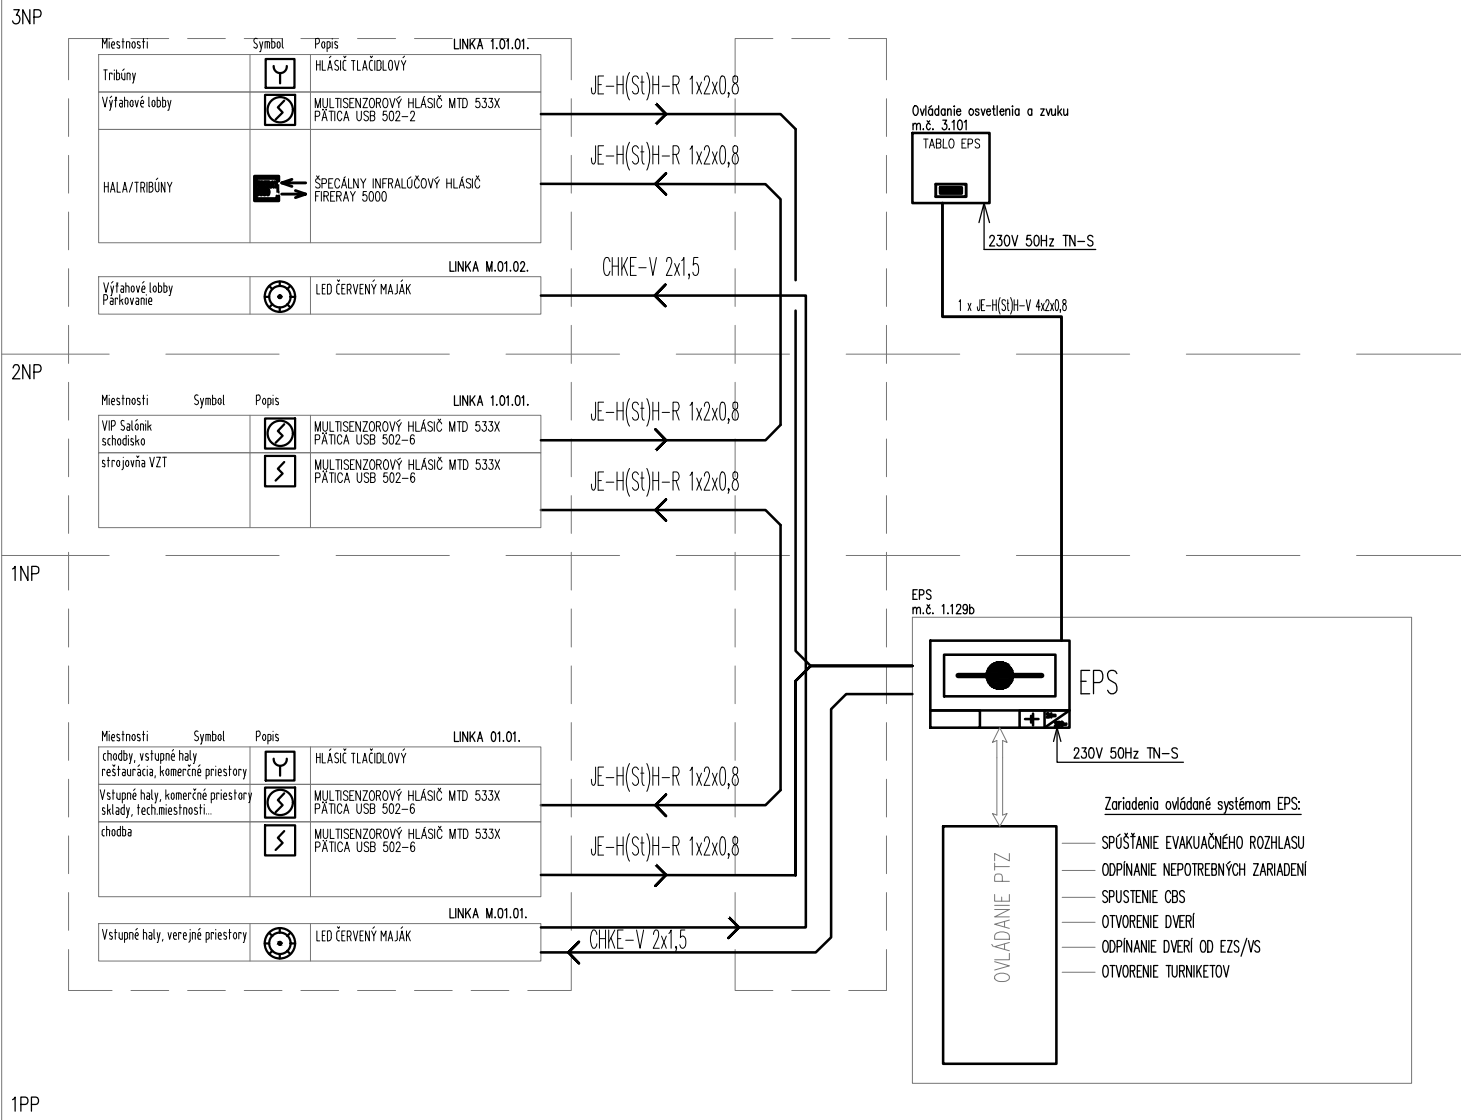 3NP
Miestnosti Symbol Popis LINKA 1.01.01.
Tribúny HLÁSIČ TLAČIDLOVÝ
Výťahové lobby MULTISENZOROVÝ HLÁSIČ MTD 533X
PÄTICA USB 502-2
HALA/TRIBÚNY ŠPECÁLNY INFRALÚČOVÝ HLÁSIČ
FIRERAY 5000
JE-H(St)H-R 1x2x0,8
JE-H(St)H-R 1x2x0,8
LINKA M.01.02.
Výťahové lobby
Parkovanie
LED ČERVENÝ MAJÁK
CHKE-V 2x1,5
Ovládanie osvetlenia a zvuku
m.č. 3.101
TABLO EPS
230V 50Hz TN-S
1 x JE-H(St)H-V 4x2x0,8
2NP
Miestnosti Symbol Popis LINKA 1.01.01.
VIP Salónik
schodisko
MULTISENZOROVÝ HLÁSIČ MTD 533X
PÄTICA USB 502-6
strojovňa VZT
MULTISENZOROVÝ HLÁSIČ MTD 533X
PÄTICA USB 502-6
JE-H(St)H-R 1x2x0,8
JE-H(St)H-R 1x2x0,8
1NP
EPS
m.č. 1.129b
EPS
230V 50Hz TN-S
Miestnosti Symbol Popis LINKA 01.01.
chodby, vstupné haly
reštaurácia, komerčné priestory
HLÁSIČ TLAČIDLOVÝ
Vstupné haly, komerčné priestory
sklady, tech.miestnosti...
MULTISENZOROVÝ HLÁSIČ MTD 533X
PÄTICA USB 502-6
chodba
MULTISENZOROVÝ HLÁSIČ MTD 533X
PÄTICA USB 502-6
JE-H(St)H-R 1x2x0,8
JE-H(St)H-R 1x2x0,8
LINKA M.01.01.
Vstupné haly, verejné priestory LED ČERVENÝ MAJÁK
CHKE-V 2x1,5
OVLÁDANIE PTZ
Zariadenia ovládané systémom EPS:
SPÚŠŤANIE EVAKUAČNÉHO ROZHLASU
ODPÍNANIE NEPOTREBNÝCH ZARIADENÍ
SPUSTENIE CBS
OTVORENIE DVERÍ
ODPÍNANIE DVERÍ OD EZS/VS
OTVORENIE TURNIKETOV
1PP